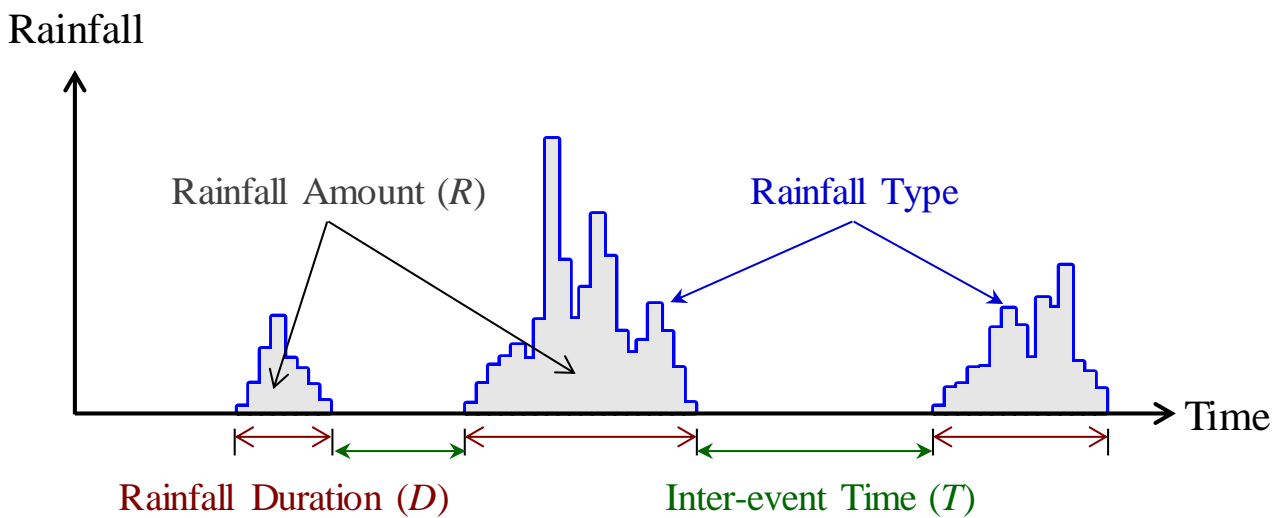 Rainfall
Rainfall Amount (R)
Rainfall Type
Time
Rainfall Duration (D)
Inter-event Time (T)